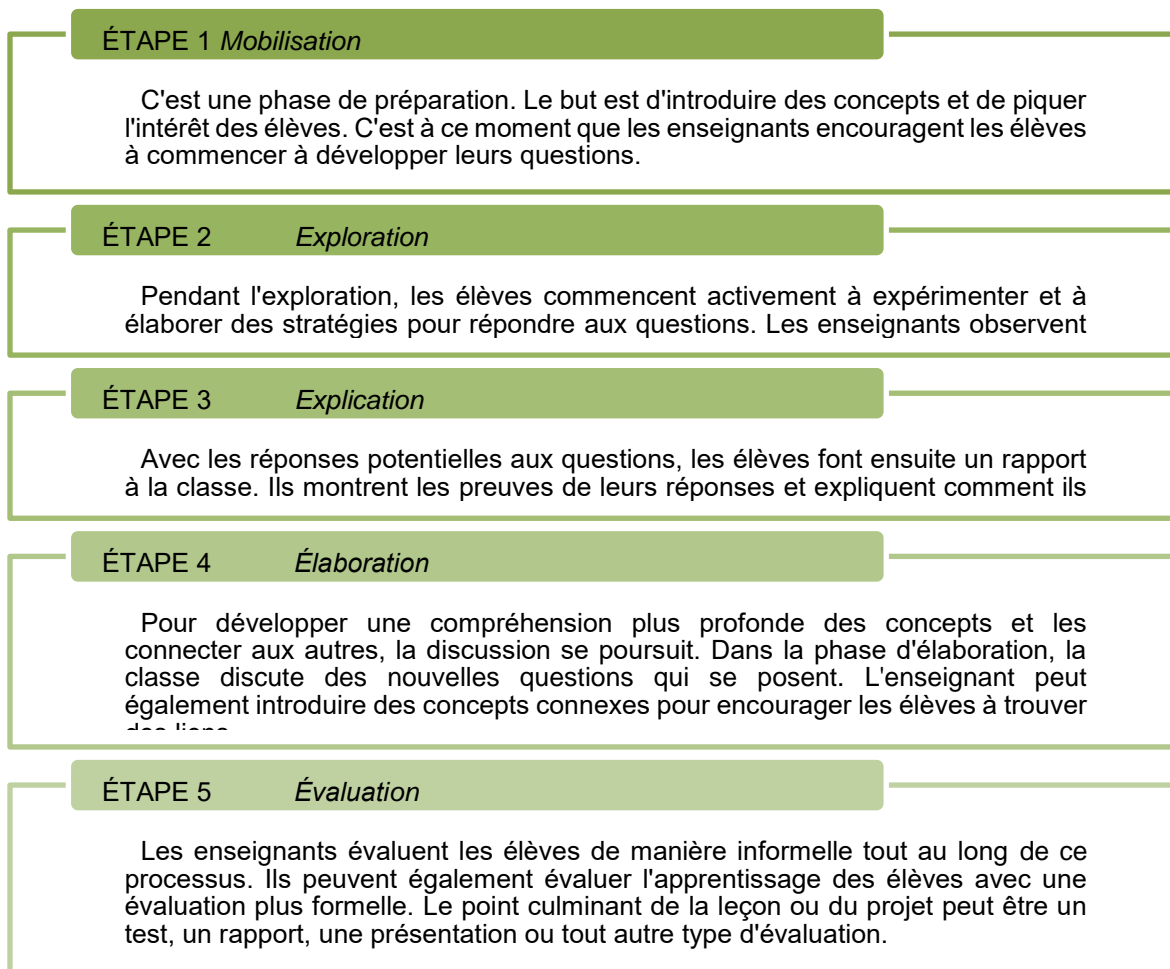 ÉTAPE 1 Mobilisation
C'est une phase de préparation. Le but est d'introduire des concepts et de piquer
l'intérêt des élèves. C'est à ce moment que les enseignants encouragent les élèves
à commencer à développer leurs questions.
ÉTAPE 2 Exploration
Pendant l'exploration, les élèves commencent activement à expérimenter et à
élaborer des stratégies pour répondre aux questions. Les enseignants observent
ÉTAPE 3 Explication
Avec les réponses potentielles aux questions, les élèves font ensuite un rapport
à la classe. Ils montrent les preuves de leurs réponses et expliquent comment ils
ÉTAPE 4 Élaboration
Pour développer une compréhension plus profonde des concepts et les
connecter aux autres, la discussion se poursuit. Dans la phase d'élaboration, la
classe discute des nouvelles questions qui se posent. L'enseignant peut
également introduire des concepts connexes pour encourager les élèves à trouver
des liens
ÉTAPE 5 Évaluation
Les enseignants évaluent les élèves de manière informelle tout au long de ce
processus. Ils peuvent également évaluer l'apprentissage des élèves avec une
évaluation plus formelle. Le point culminant de la leçon ou du projet peut être un
test, un rapport, une présentation ou tout autre type d'évaluation.